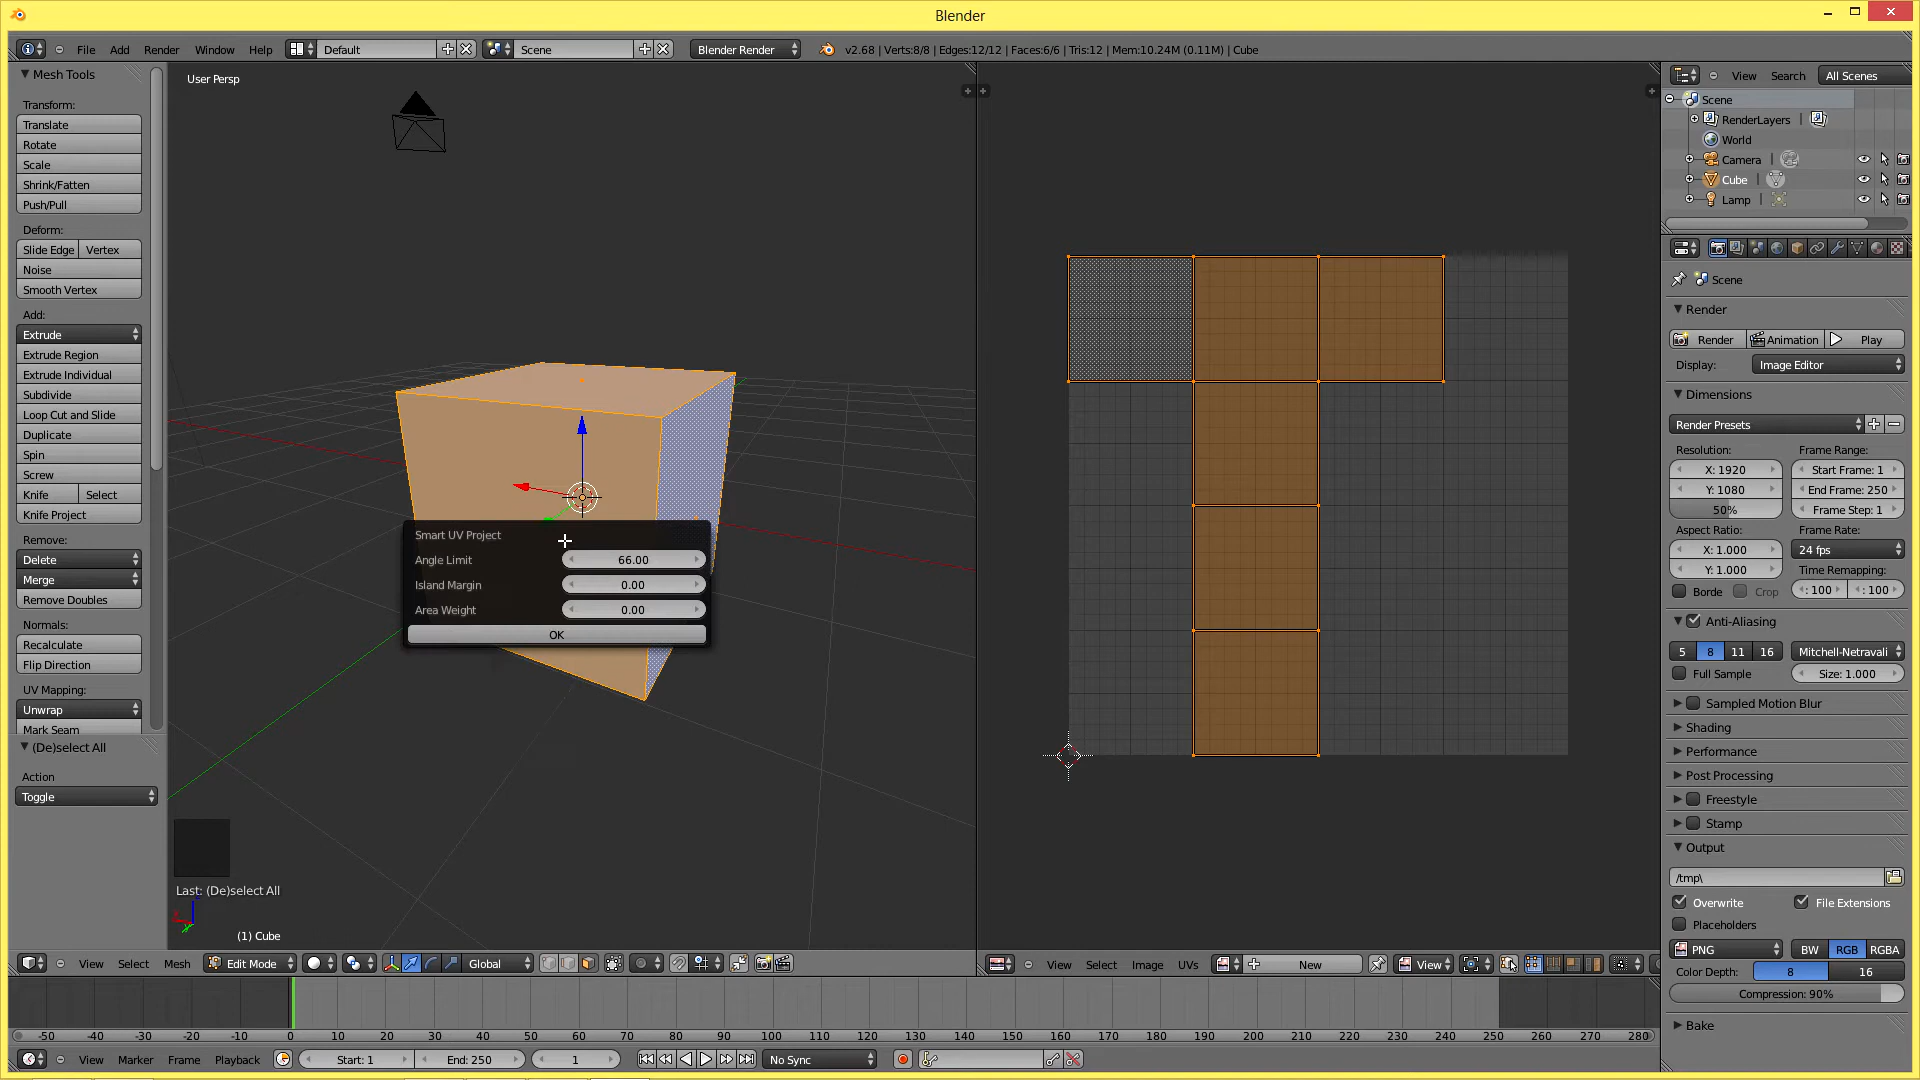 Blender
File Add Render Window Help Default Scene Blender Render v2.68 | Verts:8/8 | Edges:12/12 | Faces:6/6 | Tris:12 | Mem:10.24M (0.11M) | Cube
Mesh Tools
Transform:
Translate
Rotate
Scale
Shrink/Fatten
Push/Pull
Deform:
Slide Edge Vertex
Noise
Smooth Vertex
Add:
Extrude
Extrude Region
Extrude Individual
Subdivide
Loop Cut and Slide
Duplicate
Spin
Screw
Knife Select
Knife Project
Remove:
Delete
Merge
Remove Doubles
Normals:
Recalculate
Flip Direction
UV Mapping:
Unwrap
Mark Seam
(De)select All
Action
Toggle
User Persp
Smart UV Project
Angle Limit 66.00
Island Margin 0.00
Area Weight 0.00
OK
Last: (De)select All
(1) Cube
View Select Mesh Edit Mode Global
View Select Image UVs New View
View Search All Scenes
Scene
RenderLayers
World
Camera
Cube
Lamp
Scene
Render
Render Animation Play
Display: Image Editor
Dimensions
Render Presets
Resolution: Frame Range:
X: 1920 Start Frame: 1
Y: 1080 End Frame: 250
50% Frame Step: 1
Aspect Ratio: Frame Rate:
X: 1.000 24 fps
Y: 1.000 Time Remapping:
Borde Crop : 100 : 100
Anti-Aliasing
5 8 11 16 Mitchell-Netravali
Full Sample Size: 1.000
Sampled Motion Blur
Shading
Performance
Post Processing
Freestyle
Stamp
Output
/tmp\
Overwrite File Extensions
Placeholders
PNG BW RGB RGBA
Color Depth: 8 16
Compression: 90%
Bake
-50 -40 -30 -20 -10 0 10 20 30 40 50 60 70 80 90 100 110 120 130 140 150 160 170 180 190 200 210 220 230 240 250 260 270 280
View Marker Frame Playback Start: 1 End: 250 1 No Sync